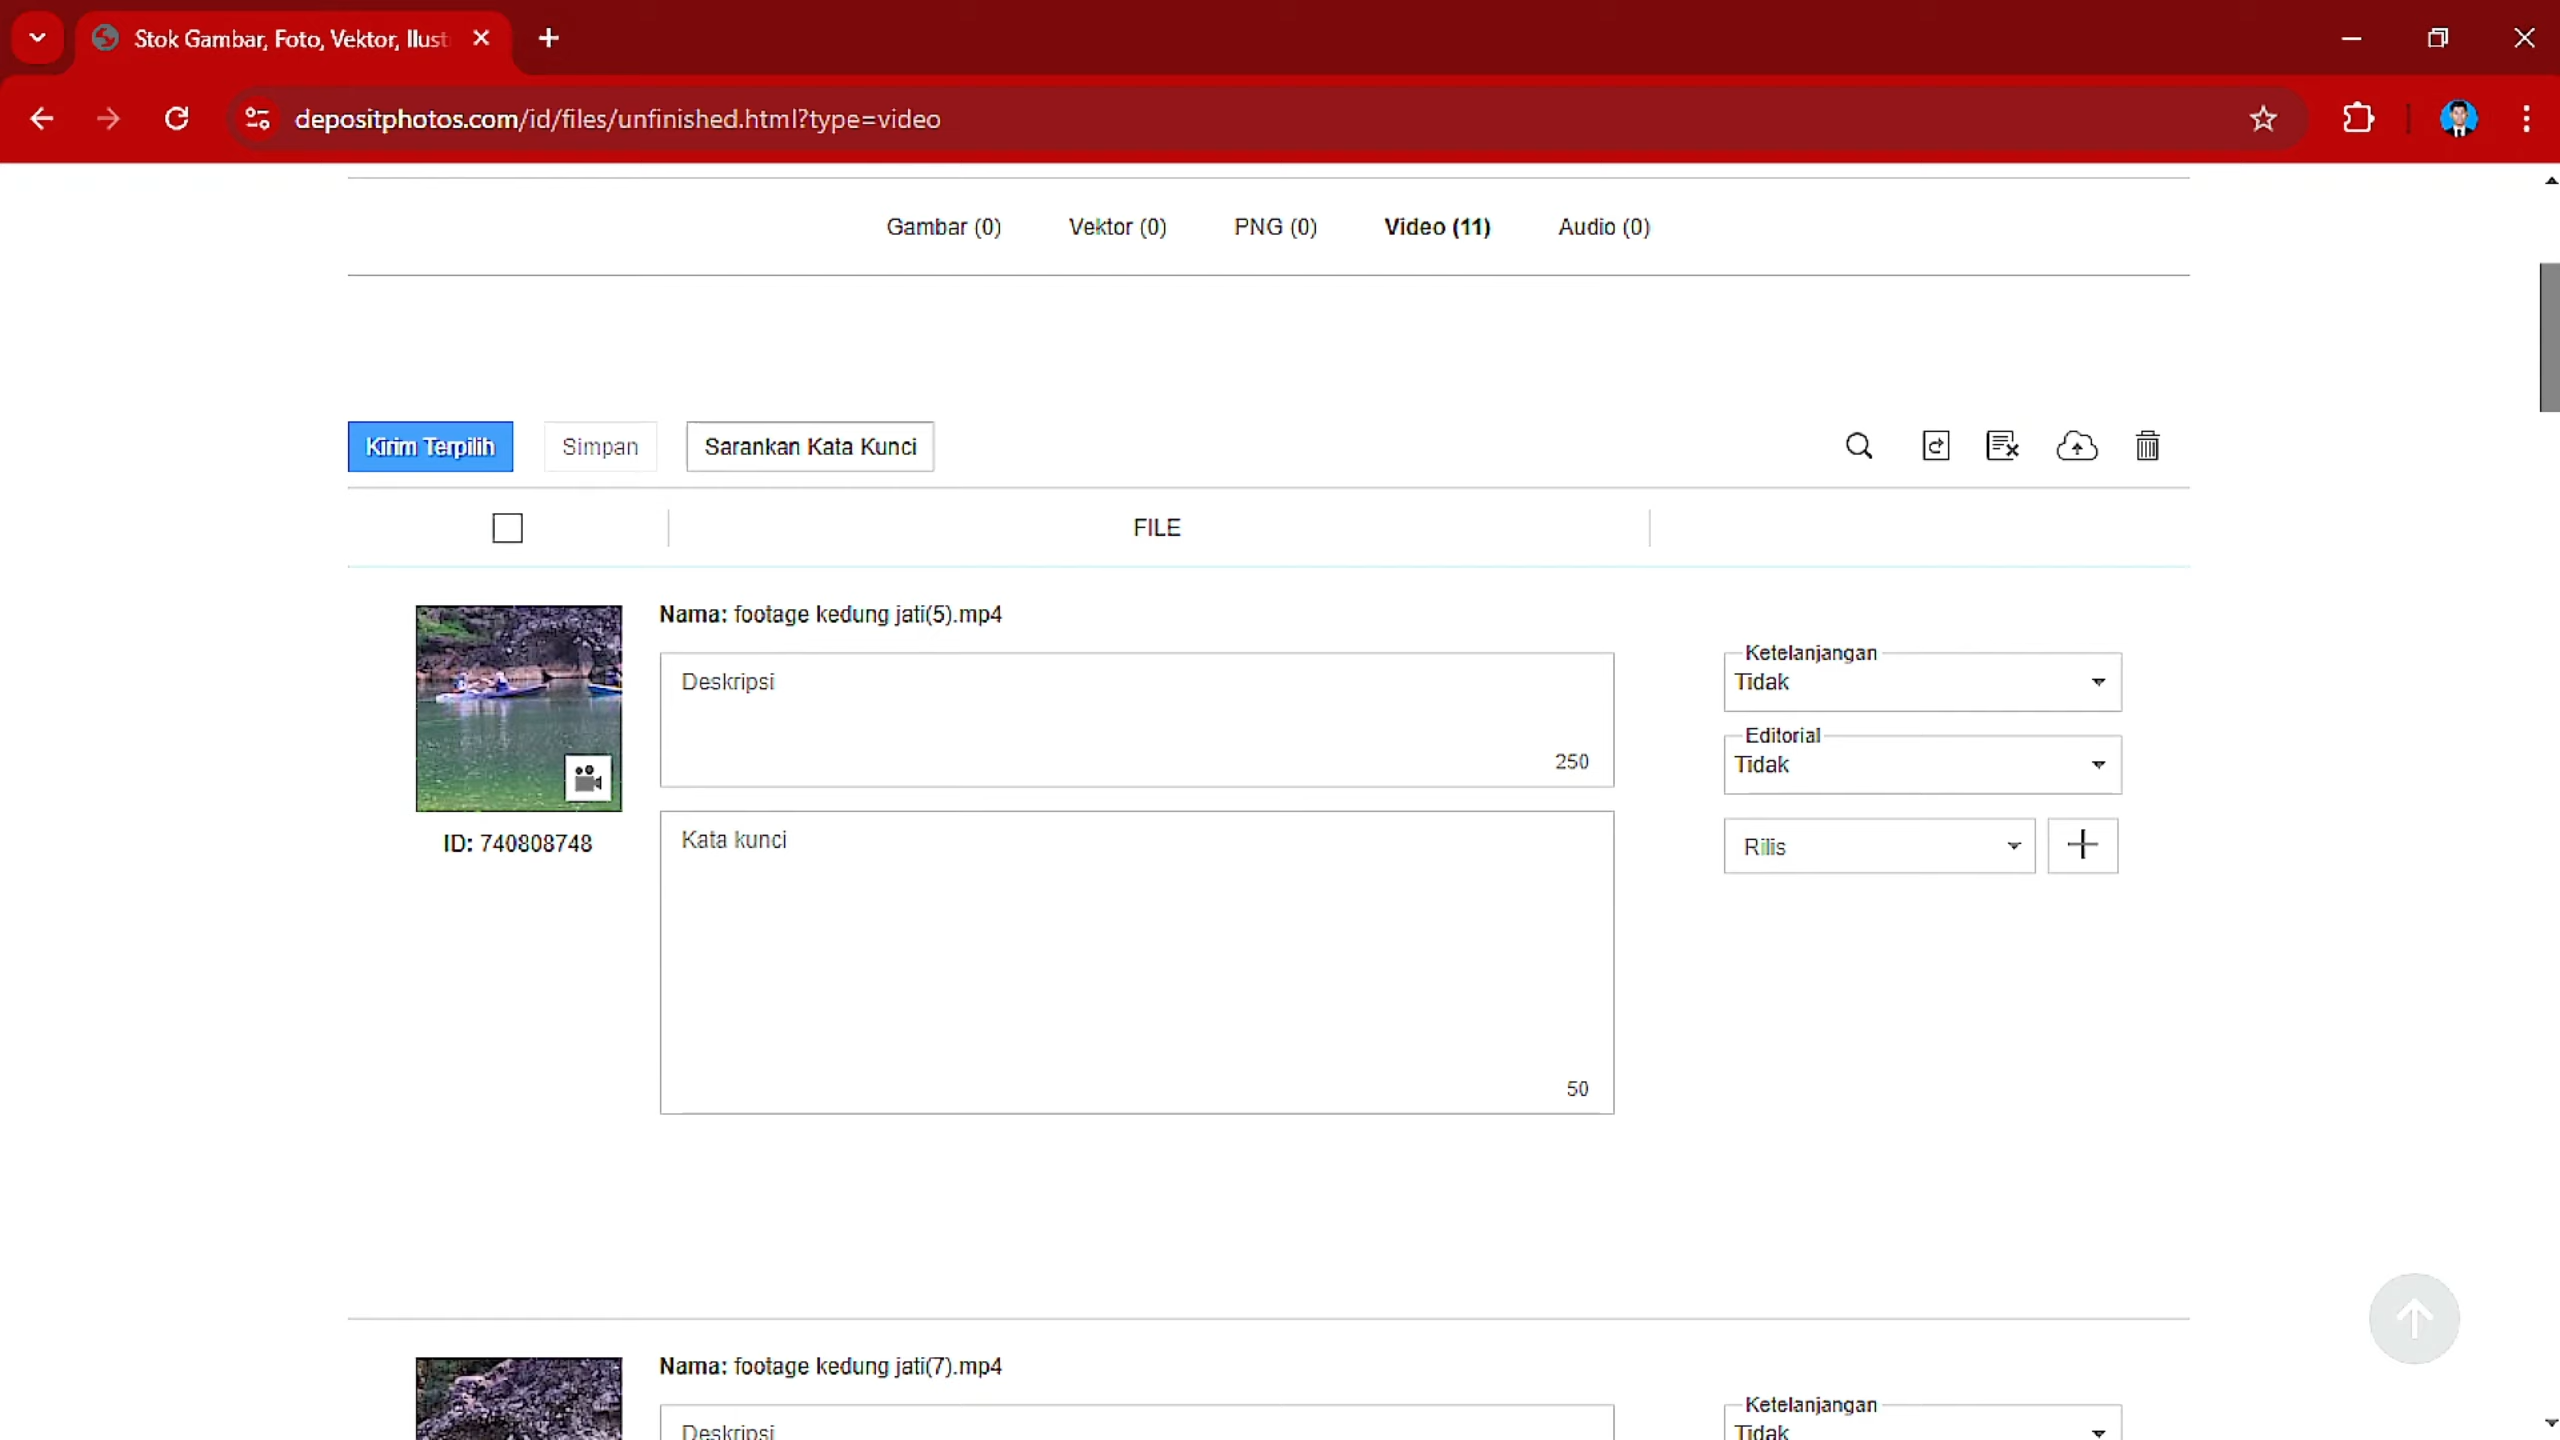 Stok Gambar, Foto, Vektor, Ilust
depositphotos.com/id/files/unfinished.html?type=video
Gambar (0) Vektor (0) PNG (0) Video (11) Audio (0)
Kirim Terpilih Simpan Sarankan Kata Kunci
FILE
Nama: footage kedung jati(5).mp4
Ketelanjangan
Deskripsi
Tidak
Editorial
250
Tidak
ID: 740808748
Kata kunci
Rilis
50
Nama: footage kedung jati(7).mp4
Ketelanjangan
Deskripsi
Tidak